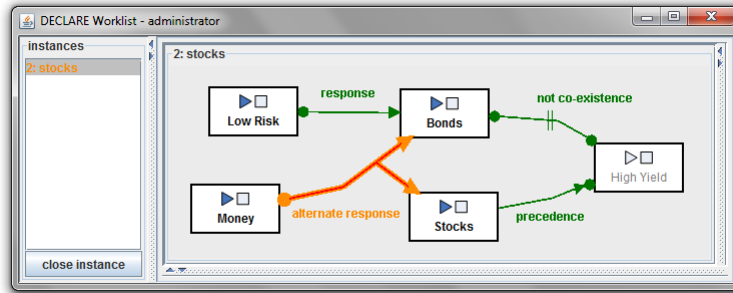 DECLARE Worklist - administrator
instances
2: stocks
close instance
2: stocks
response
not co-existence
Low Risk
Bonds
High Yield
alternate response
Money
Stocks
precedence